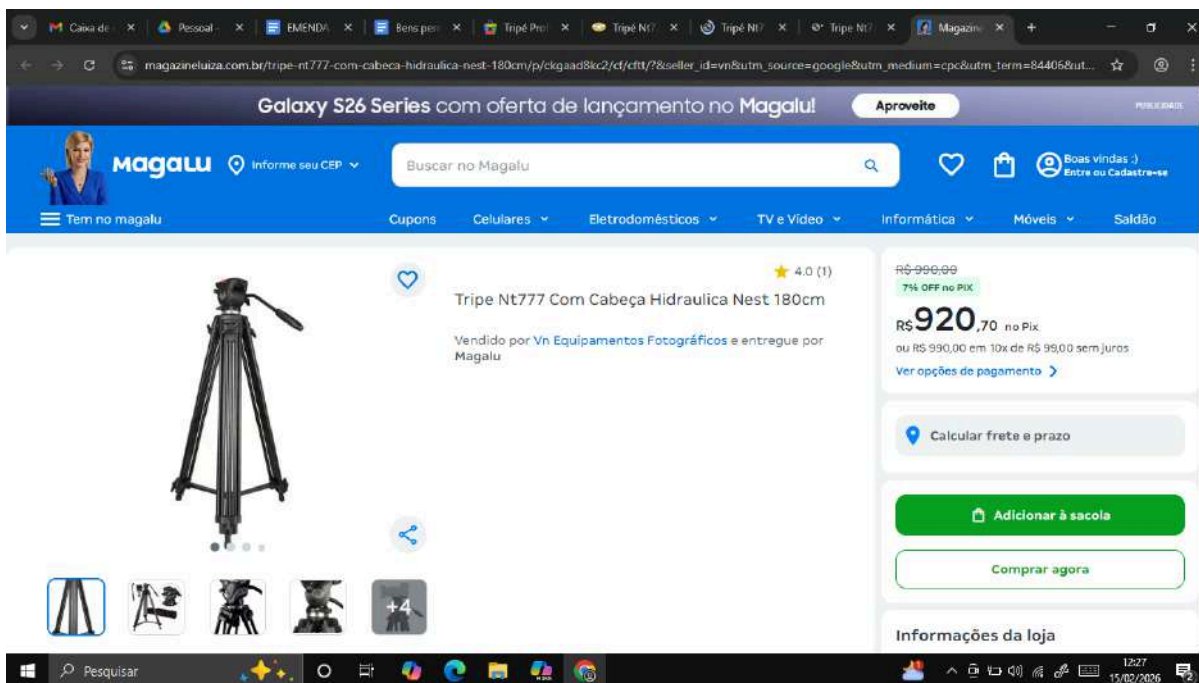 Caixa de
Pessoal -
EMENDA
Bens pes
Tripé Prof
Tripé Nt7
Tripé Nt7
Tripe Nt7
Magazine
magazineluiza.com.br/tripe-nt777-com-cabeca-hidraulica-nest-180cm/p/ckgaad8kc2/cf/cftt/?&seller_id=vn&utm_source=google&utm_medium=cpc&utm_term=84406&ut...
Galaxy S26 Series com oferta de lançamento no Magalu!
Aproveite
PUBLICIDADE
Magalu
Informe seu CEP
Buscar no Magalu
Boas vindas :)
Entre ou Cadastre-se
Tem no magalu
Cupons
Celulares
Eletrodomésticos
TV e Vídeo
Informática
Móveis
Saldão
4.0 (1)
Tripe Nt777 Com Cabeça Hidraulica Nest 180cm
Vendido por Vn Equipamentos Fotográficos e entregue por
Magalu
+4
R$ 990,00
7% OFF no PIX
R$ 920,70 no Pix
ou R$ 990,00 em 10x de R$ 99,00 sem juros
Ver opções de pagamento
Calcular frete e prazo
Adicionar à sacola
Comprar agora
Informações da loja
Pesquisar
12:27
15/02/2026